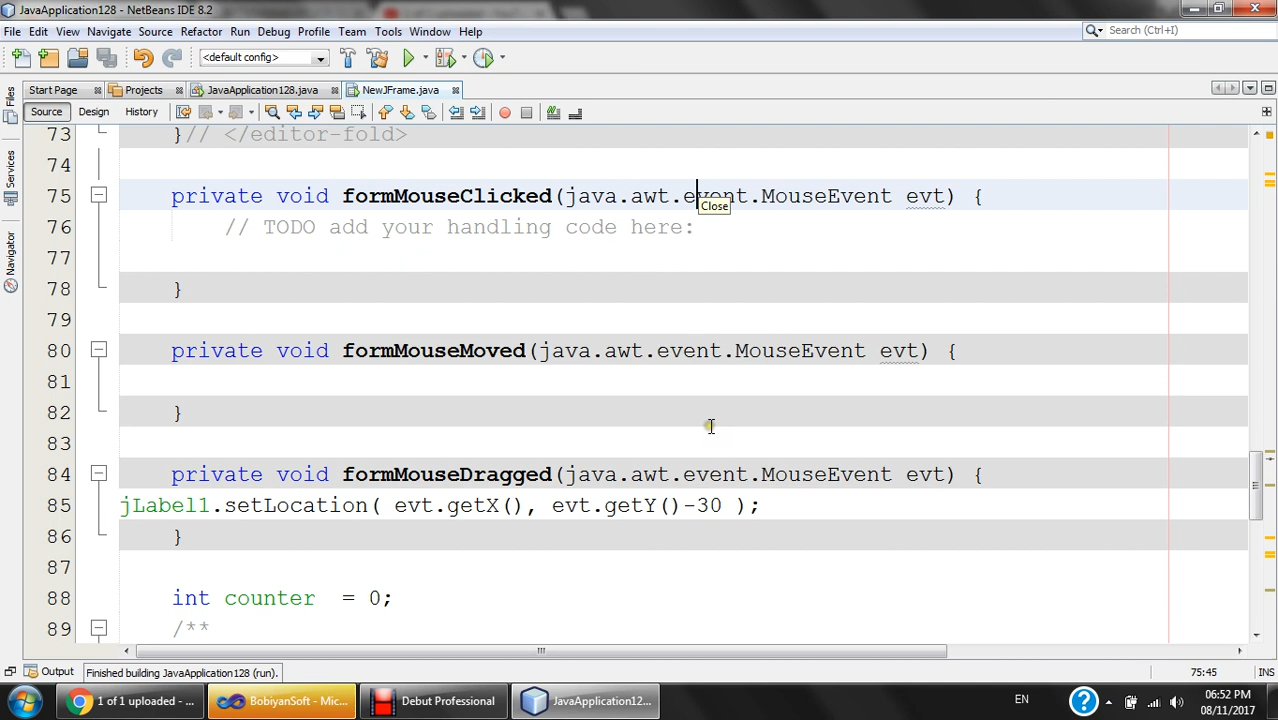 JavaApplication128 - NetBeans IDE 8.2
File Edit View Navigate Source Refactor Run Debug Profile Team Tools Window Help
Search (Ctrl+I)
<default config>
Start Page Projects JavaApplication128.java NewJFrame.java
Source Design History
Files
Services
Navigator
73 }// </editor-fold>
74
75 private void formMouseClicked(java.awt.event.MouseEvent evt) {
Close
76 // TODO add your handling code here:
77
78 }
79
80 private void formMouseMoved(java.awt.event.MouseEvent evt) {
81
82 }
83
84 private void formMouseDragged(java.awt.event.MouseEvent evt) {
85 jLabel1.setLocation( evt.getX(), evt.getY()-30 );
86 }
87
88 int counter = 0;
89 /**
Output Finished building JavaApplication128 (run). 75:45 INS
1 of 1 uploaded - ... BobiyanSoft - Mic... Debut Professional JavaApplication12... EN 06:52 PM
08/11/2017